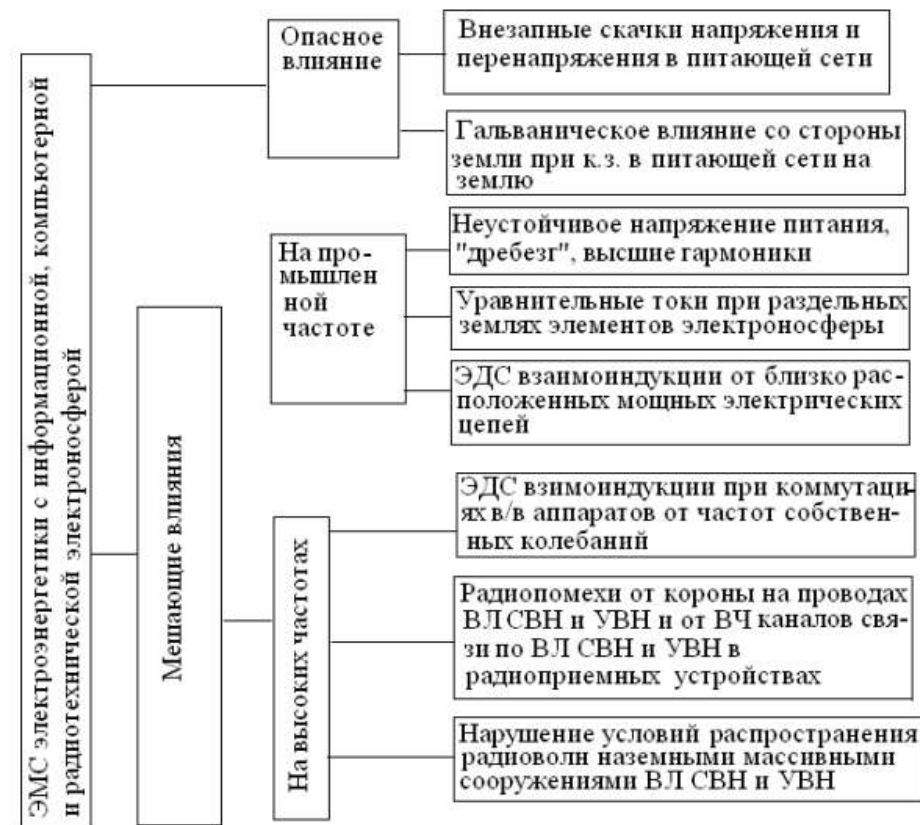 ЭМС электроэнергетики с информационной, компьютерной
и радиотехнической электроносферой
Опасное
влияние
Внезапные скачки напряжения и
перенапряжения в питающей сети
Гальваническое влияние со стороны
земли при к.з. в питающей сети на
землю
Мешающие влияния
На про-
мышлен
ной
частоте
Неустойчивое напряжение питания,
"дребезг", высшие гармоники
Уравнительные токи при раздельных
землях элементов электроносферы
ЭДС взаимоиндукции от близко рас-
положенных мощных электрических
цепей
На высоких частотах
ЭДС взимоиндукции при коммутаци-
ях в/в аппаратов от частот собствен-
ных колебаний
Радиопомехи от короны на проводах
ВЛ СВН и УВН и от ВЧ каналов свя-
зи по ВЛ СВН и УВН в
радиоприемных устройствах
Нарушение условий распространения
радиоволн наземными массивными
сооружениями ВЛ СВН и УВН